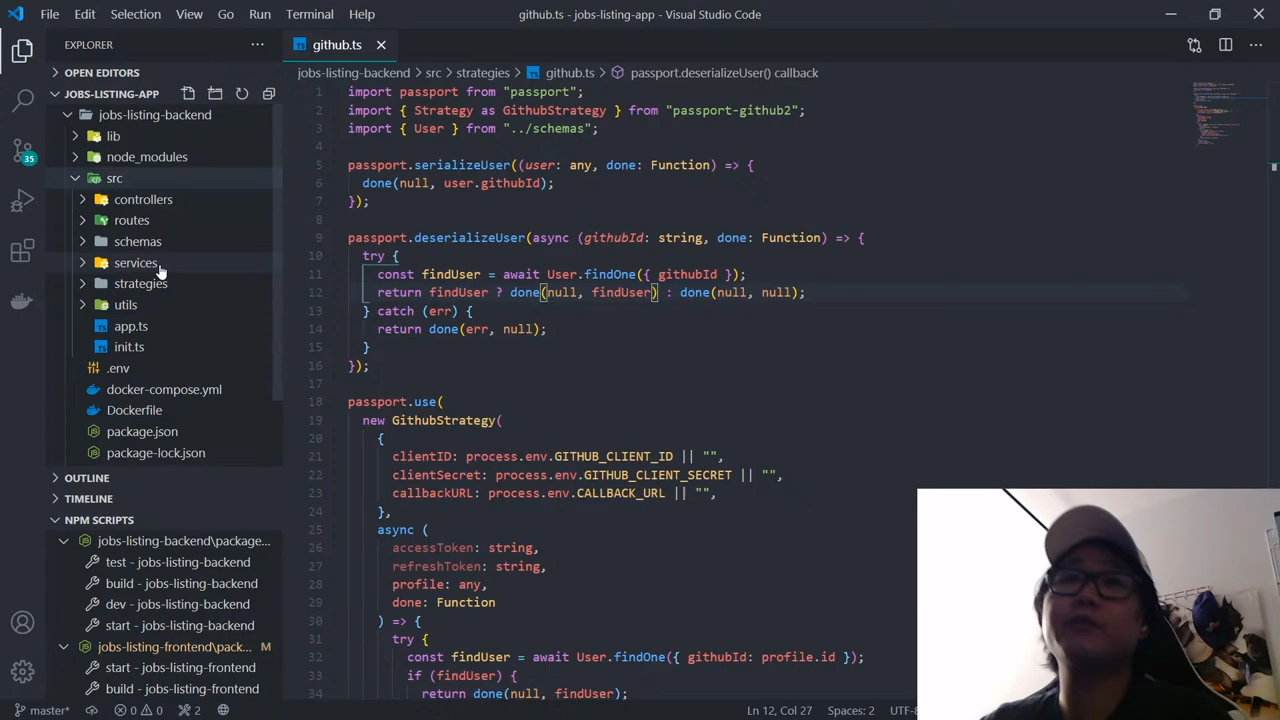 File Edit Selection View Go Run Terminal Help github.ts - jobs-listing-app - Visual Studio Code
EXPLORER
OPEN EDITORS
JOBS-LISTING-APP
jobs-listing-backend
lib
node_modules
src
controllers
routes
schemas
services
strategies
utils
app.ts
init.ts
.env
docker-compose.yml
Dockerfile
package.json
package-lock.json
OUTLINE
TIMELINE
NPM SCRIPTS
jobs-listing-backend\package...
test - jobs-listing-backend
build - jobs-listing-backend
dev - jobs-listing-backend
start - jobs-listing-backend
jobs-listing-frontend\pack... M
start - jobs-listing-frontend
build - jobs-listing-frontend
35
TS github.ts
jobs-listing-backend > src > strategies > TS github.ts > passport.deserializeUser() callback
1 import passport from "passport";
2 import { Strategy as GithubStrategy } from "passport-github2";
3 import { User } from "../schemas";
4
5 passport.serializeUser((user: any, done: Function) => {
6 done(null, user.githubId);
7 });
8
9 passport.deserializeUser(async (githubId: string, done: Function) => {
10 try {
11 const findUser = await User.findOne({ githubId });
12 return findUser ? done(null, findUser) : done(null, null);
13 } catch (err) {
14 return done(err, null);
15 }
16 });
17
18 passport.use(
19 new GithubStrategy(
20 {
21 clientID: process.env.GITHUB_CLIENT_ID || "",
22 clientSecret: process.env.GITHUB_CLIENT_SECRET || "",
23 callbackURL: process.env.CALLBACK_URL || "",
24 },
25 async (
26 accessToken: string,
27 refreshToken: string,
28 profile: any,
29 done: Function
30 ) => {
31 try {
32 const findUser = await User.findOne({ githubId: profile.id });
33 if (findUser) {
34 return done(null, findUser);
master* 0 0 2 Ln 12, Col 27 Spaces: 2 UTF-8